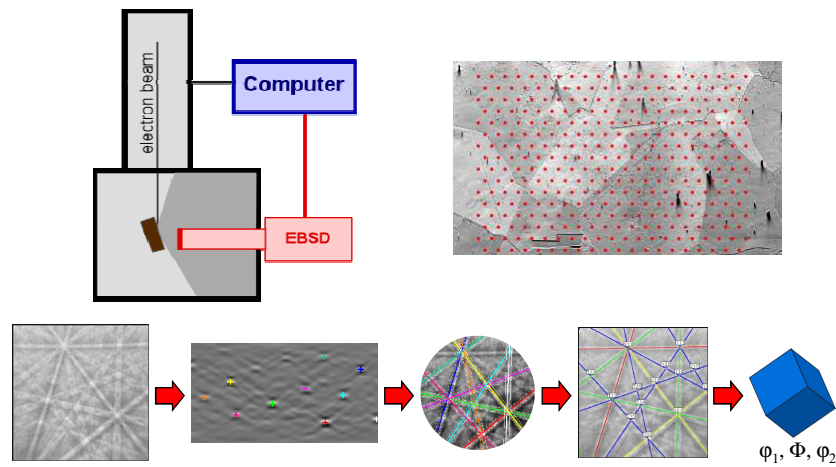 electron beam
Computer
EBSD
φ₁, Φ, φ₂